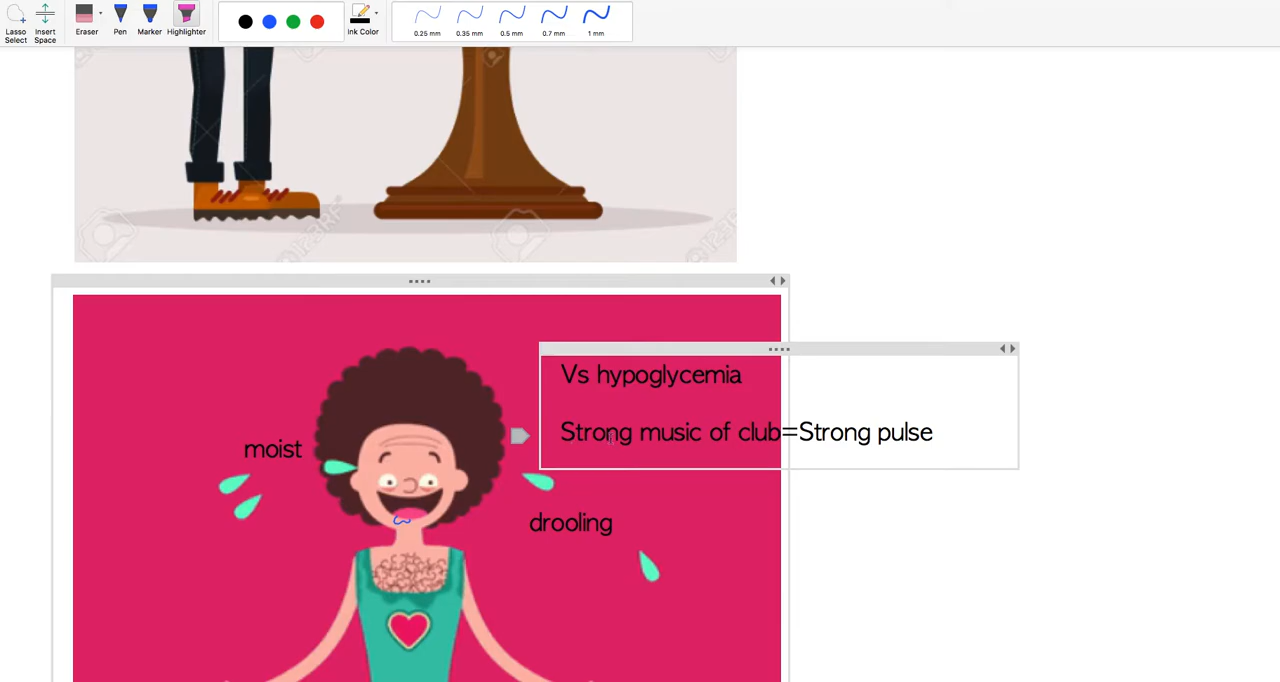 Lasso Select
Insert Space
Eraser
Pen
Marker
Highlighter
Ink Color
0.25 mm
0.35 mm
0.5 mm
0.7 mm
1 mm
123RF
Vs hypoglycemia
Strong music of club=Strong pulse
moist
drooling